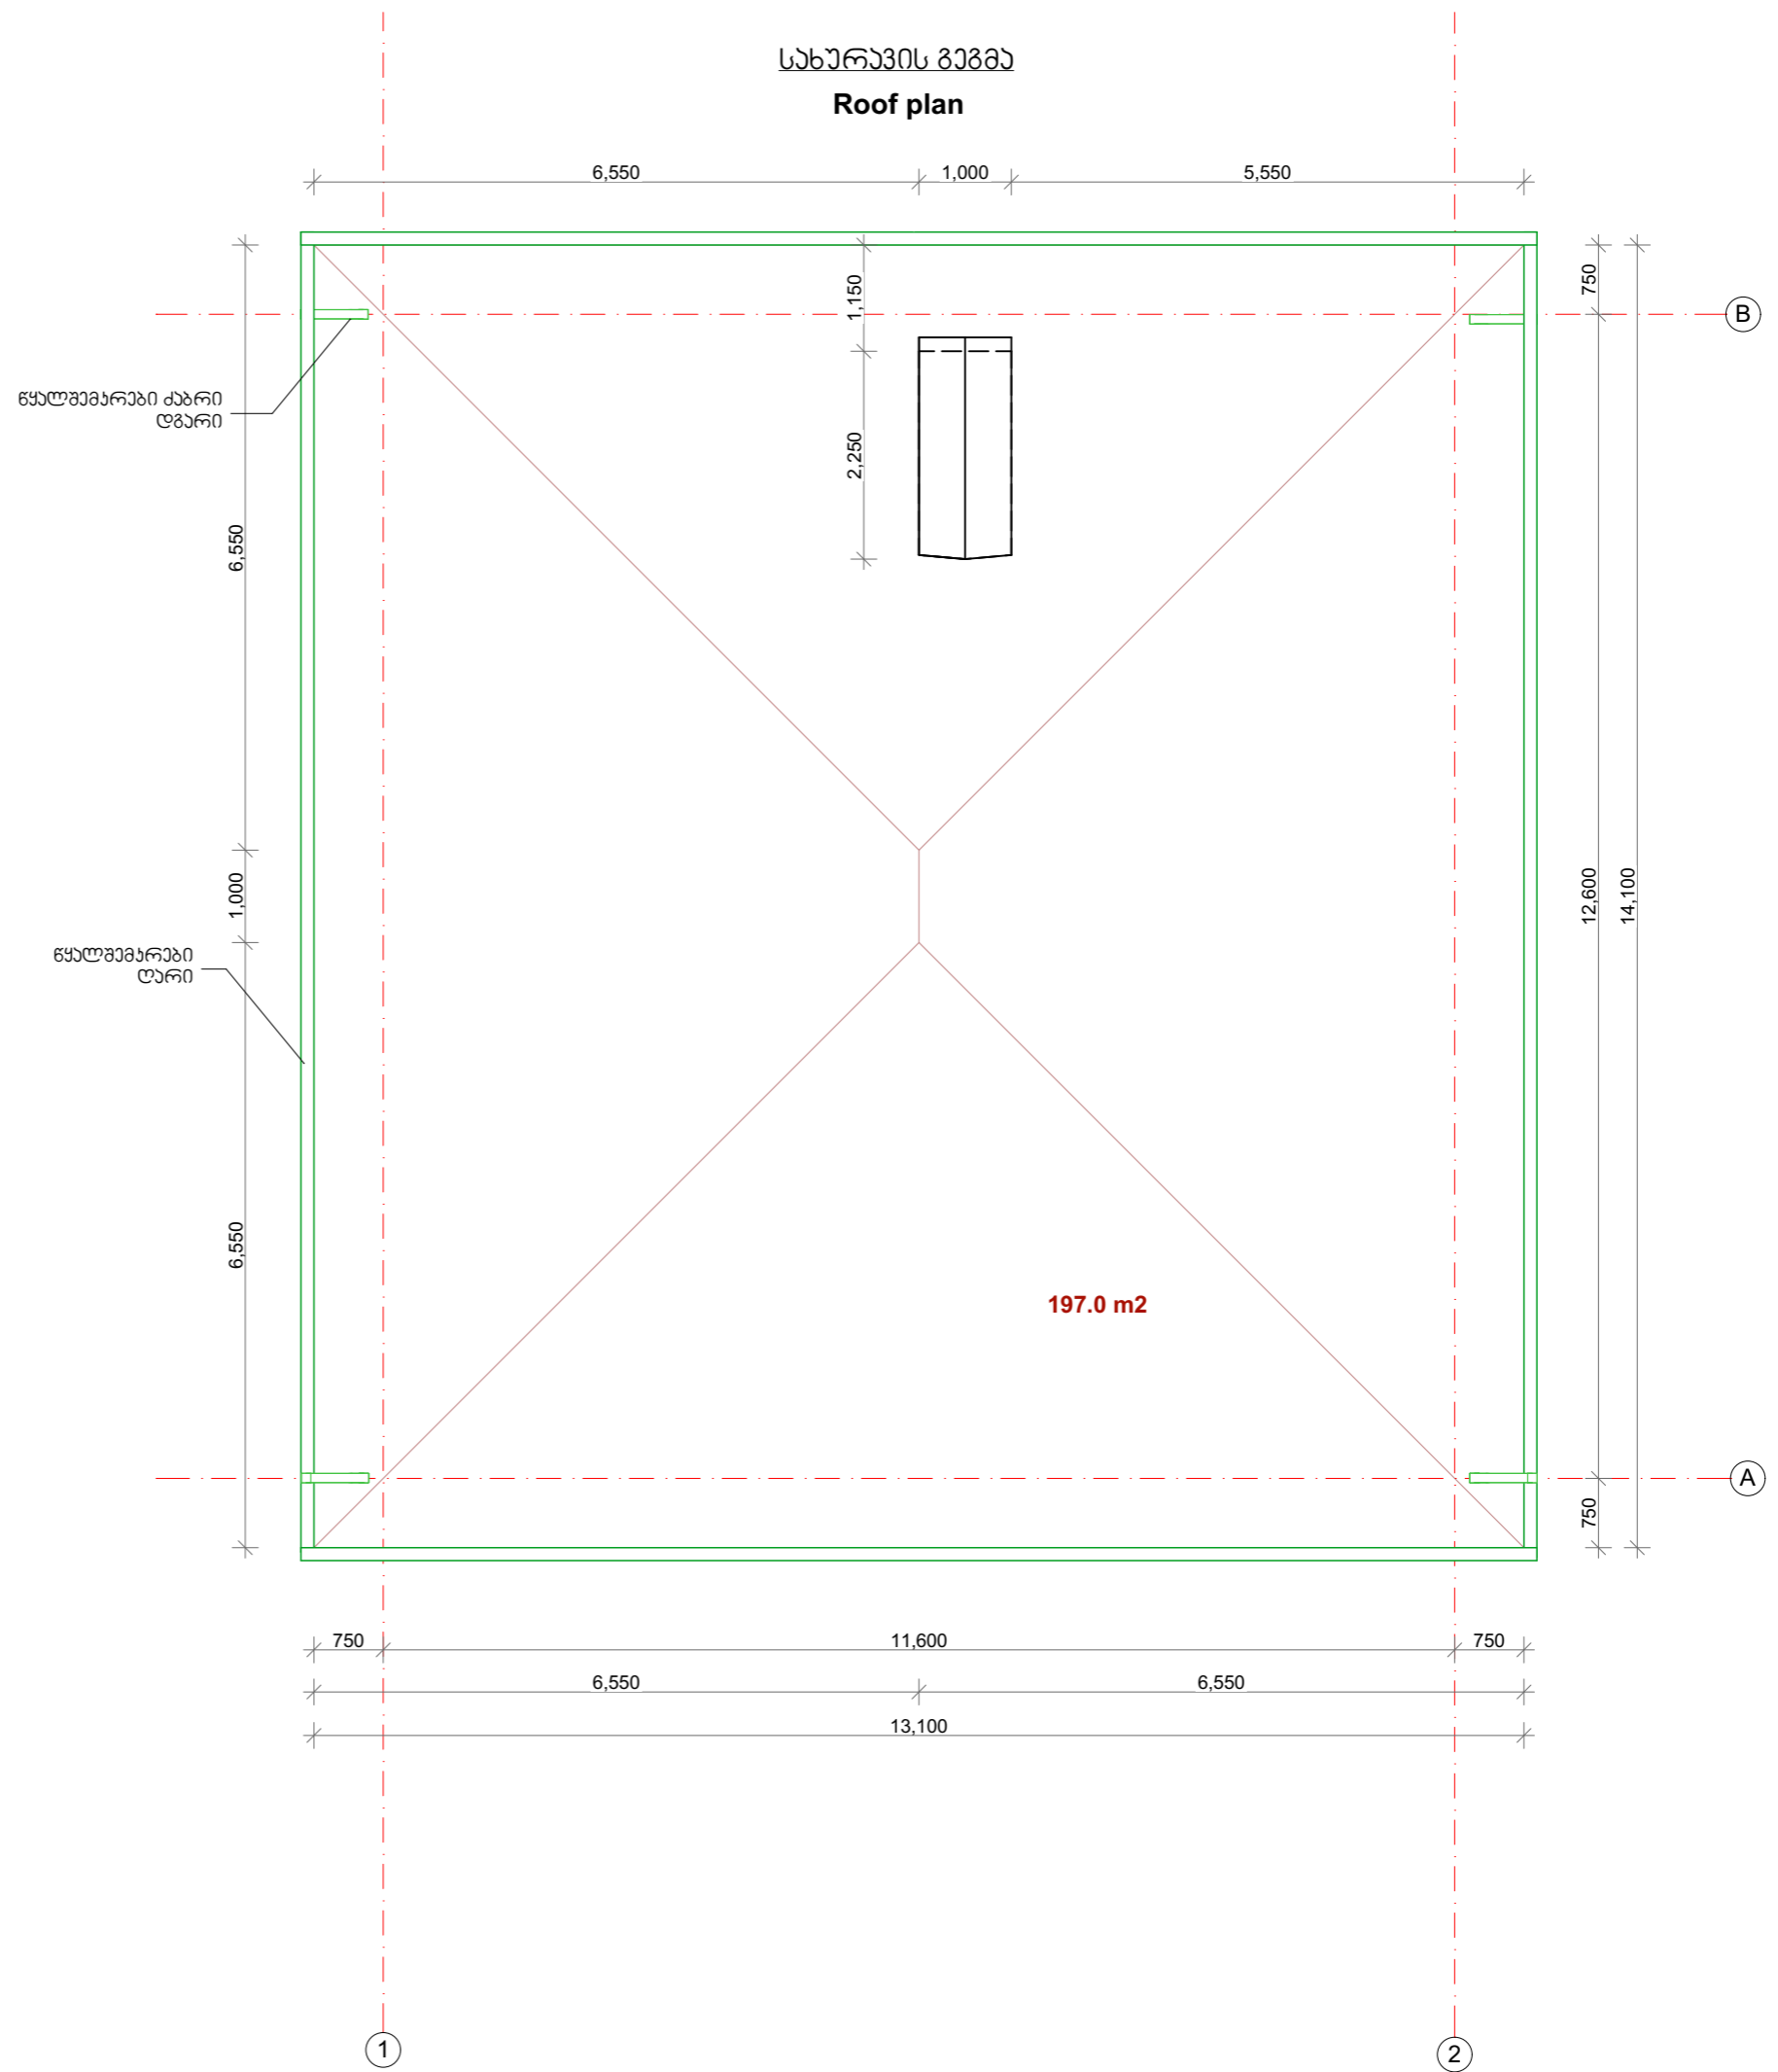 სახურავის გეგმა
Roof plan
6,550
1,000
5,550
1,150
750
B
წყალშემკრები ძაბრი
დგარი
2,250
6,550
1,000
12,600
14,100
წყალშემკრები
ღარი
6,550
197.0 m2
A
750
750
11,600
750
6,550
6,550
13,100
1
2